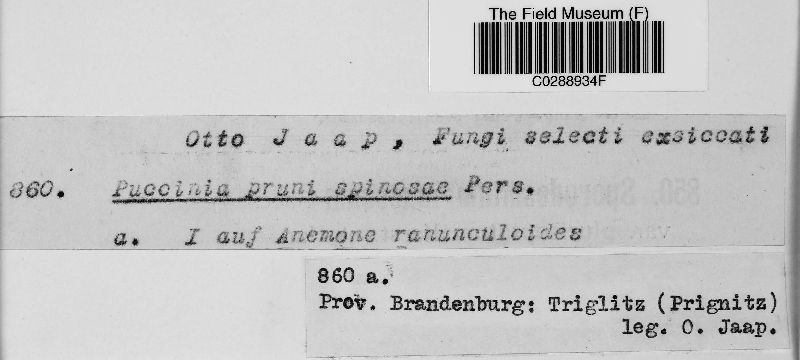 The Field Museum (F)
C0288934F
Otto Jaap, Fungi selecti exsiccati
860. Puccinia pruni spinosae Pers.
a. I auf Anemone ranunculoides
860 a.
Prov. Brandenburg: Triglitz (Prignitz)
leg. O. Jaap.